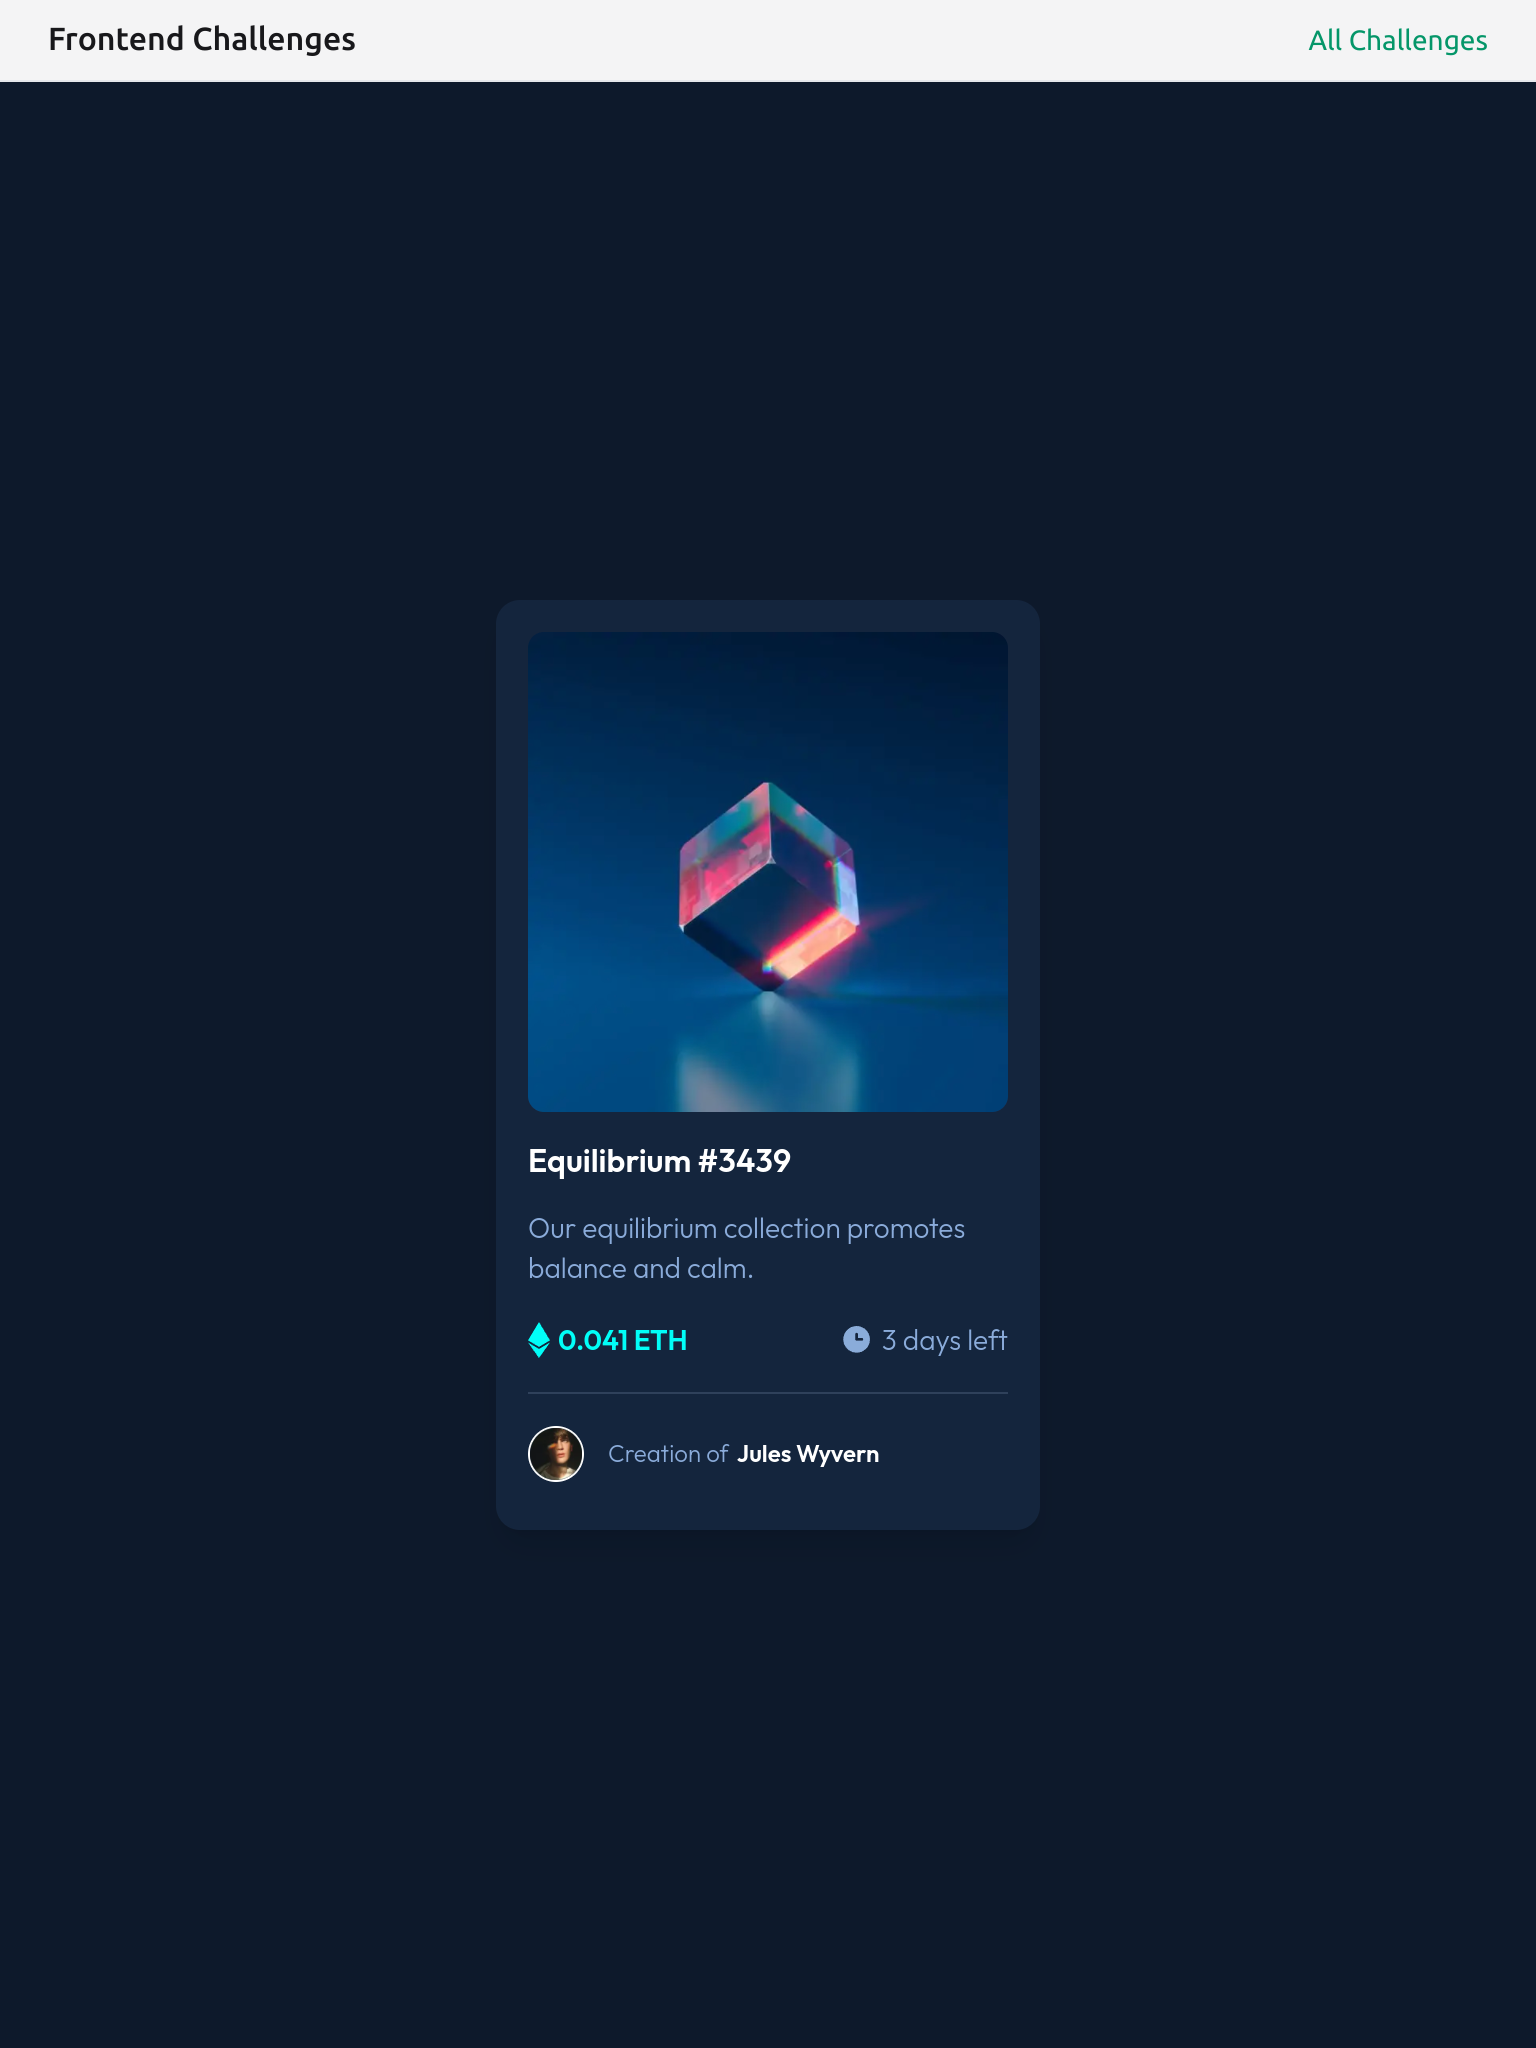 Frontend Challenges
All Challenges
Equilibrium #3439
Our equilibrium collection promotes
balance and calm.
0.041 ETH
3 days left
Creation of Jules Wyvern